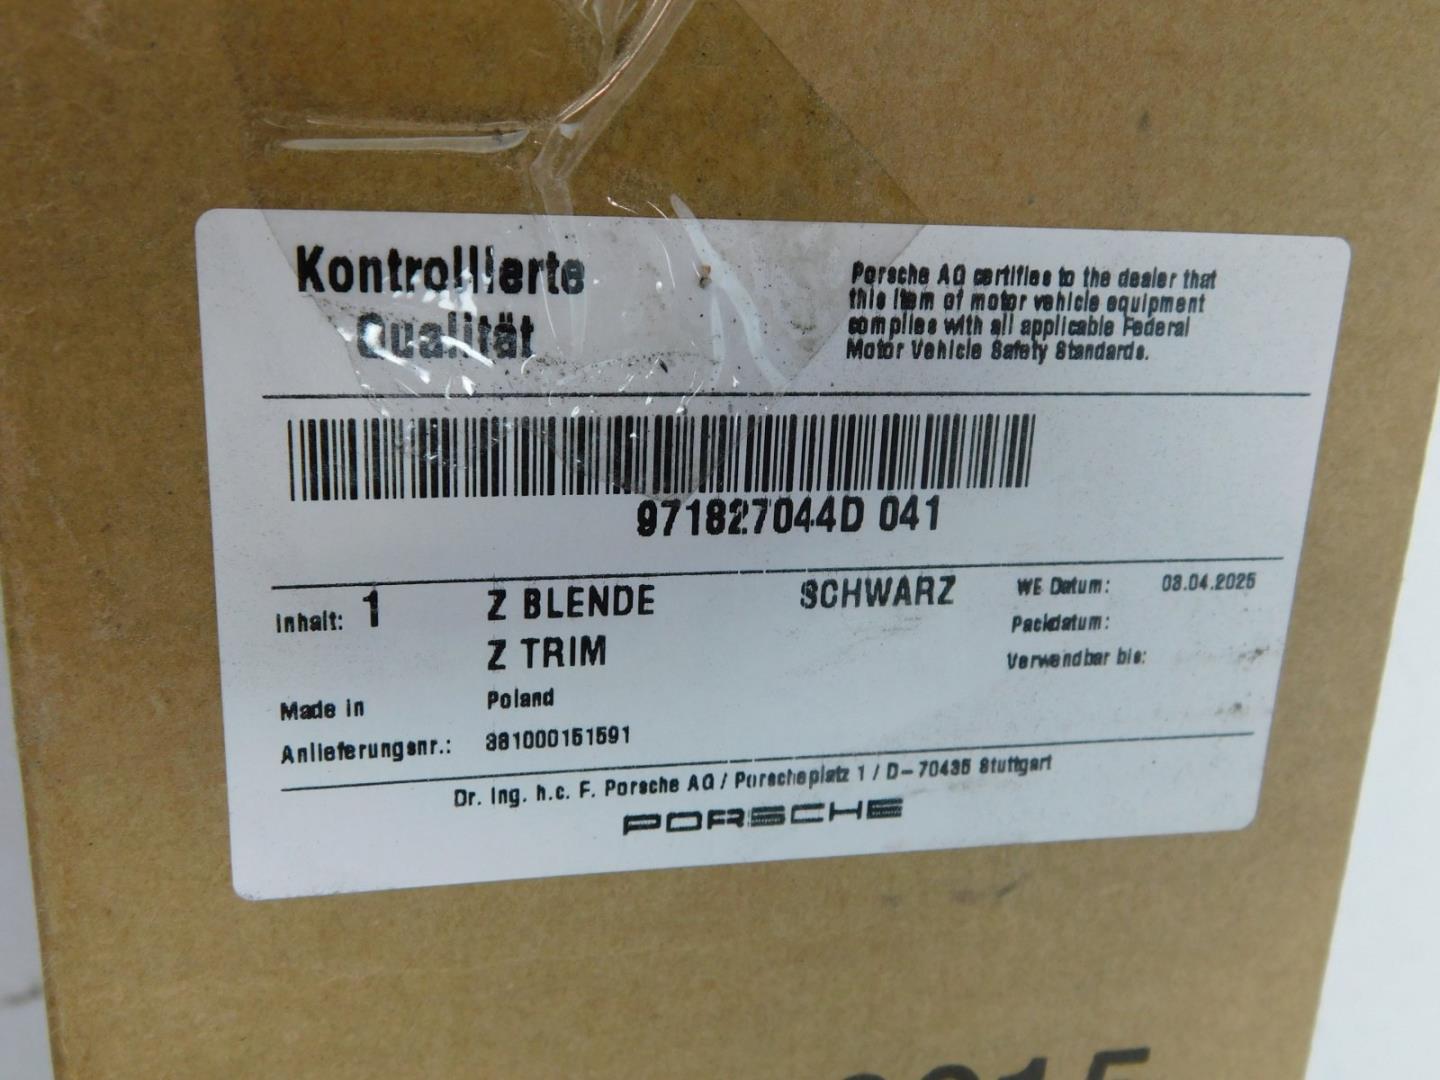 Kontrollierte
Qualität
Porsche AG certifies to the dealer that
this item of motor vehicle equipment
complies with all applicable Federal
Motor Vehicle Safety Standards.
971827044D 041
Inhalt: 1 Z BLENDE SCHWARZ
Z TRIM
WE Datum: 03.04.2025
Packdatum:
Verwendbar bis:
Made in Poland
Anlieferungsnr.: 381000151591
Dr. Ing. h.c. F. Porsche AG / Porscheplatz 1 / D-70435 Stuttgart
PORSCHE